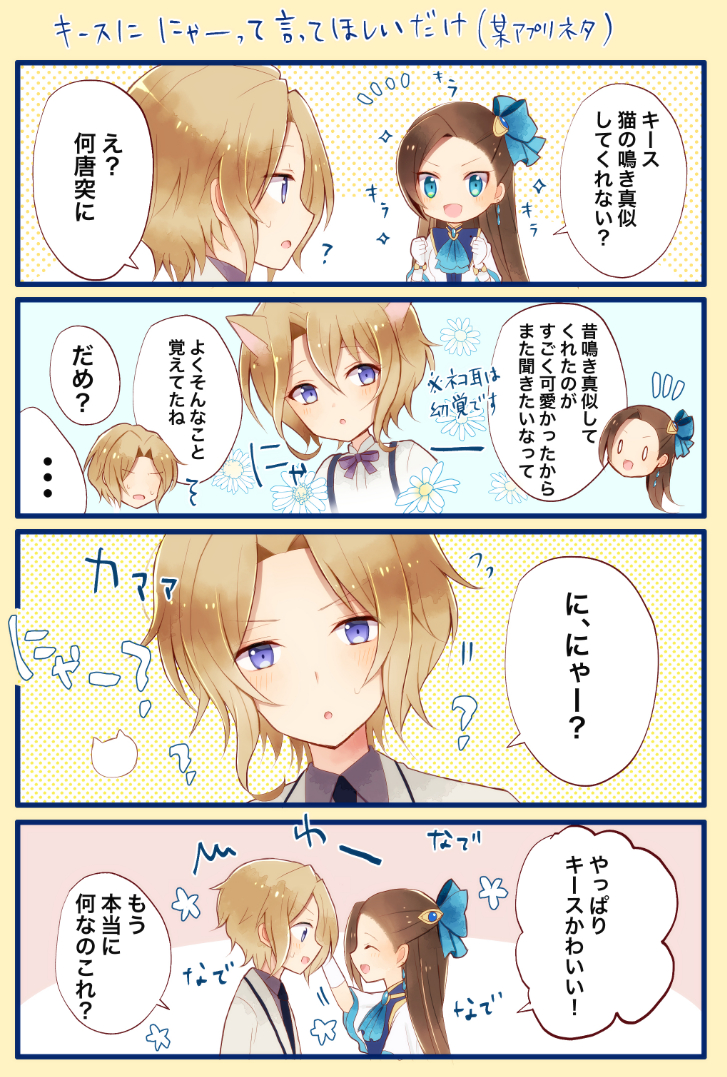 キースに にゃーって言ってほしいだけ(某アプリネタ)
キース
猫の鳴き真似
してくれない?
キラ
キラ
キラ
え?
何唐突に
?
昔鳴き真似して
くれたのが
すごく可愛かったから
また聞きたいなって
※ネコ耳は
幻覚です
にゃー
よくそんなこと
覚えてたね
だめ?
…
に、にゃー?
カァァ
にゃー?
?
?
やっぱり
キースかわいい!
なで
わー
なで
なで
もう
本当に
何なのこれ?